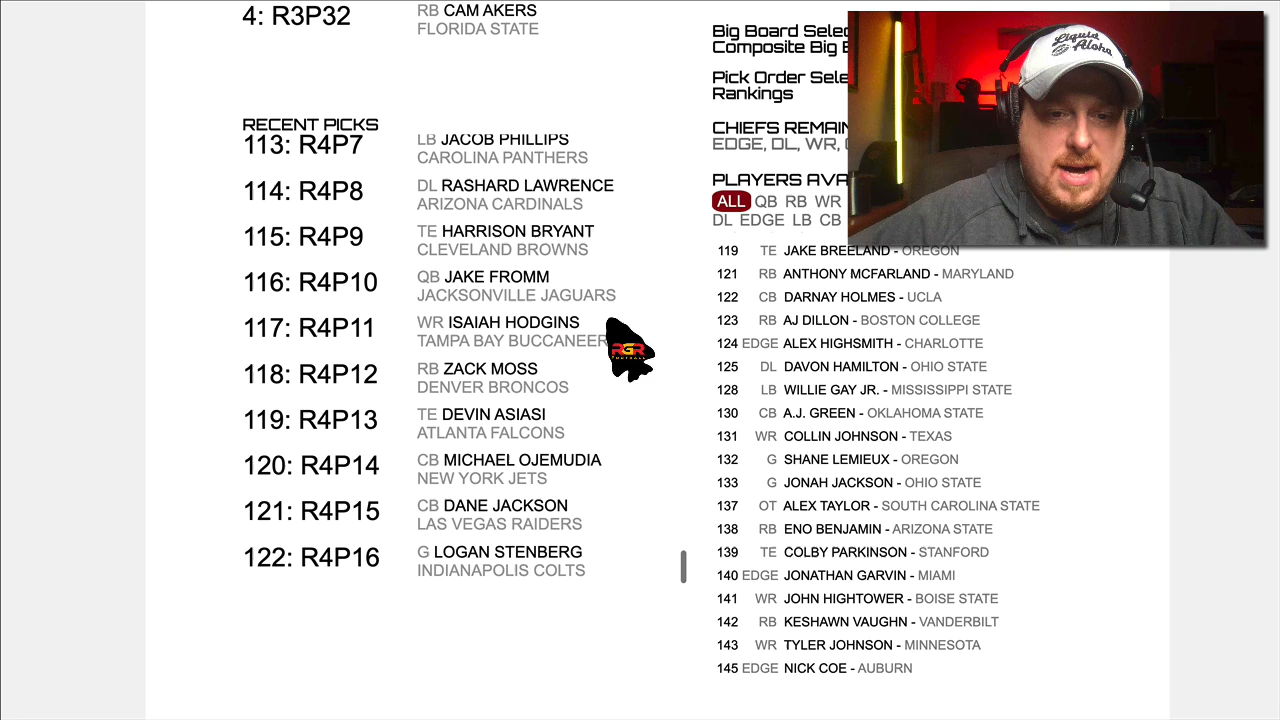 4: R3P32
RB CAM AKERS
FLORIDA STATE
RECENT PICKS
113: R4P7
LB JACOB PHILLIPS
CAROLINA PANTHERS
114: R4P8
DL RASHARD LAWRENCE
ARIZONA CARDINALS
115: R4P9
TE HARRISON BRYANT
CLEVELAND BROWNS
116: R4P10
QB JAKE FROMM
JACKSONVILLE JAGUARS
117: R4P11
WR ISAIAH HODGINS
TAMPA BAY BUCCANEER
118: R4P12
RB ZACK MOSS
DENVER BRONCOS
119: R4P13
TE DEVIN ASIASI
ATLANTA FALCONS
120: R4P14
CB MICHAEL OJEMUDIA
NEW YORK JETS
121: R4P15
CB DANE JACKSON
LAS VEGAS RAIDERS
122: R4P16
G LOGAN STENBERG
INDIANAPOLIS COLTS
RGR
FOOTBALL
Big Board Selec
Composite Big B
Pick Order Sele
Rankings
CHIEFS REMAIN
EDGE, DL, WR,
PLAYERS AVA
ALL QB RB WR
DL EDGE LB CB
119 TE JAKE BREELAND - OREGON
121 RB ANTHONY MCFARLAND - MARYLAND
122 CB DARNAY HOLMES - UCLA
123 RB AJ DILLON - BOSTON COLLEGE
124 EDGE ALEX HIGHSMITH - CHARLOTTE
125 DL DAVON HAMILTON - OHIO STATE
128 LB WILLIE GAY JR. - MISSISSIPPI STATE
130 CB A.J. GREEN - OKLAHOMA STATE
131 WR COLLIN JOHNSON - TEXAS
132 G SHANE LEMIEUX - OREGON
133 G JONAH JACKSON - OHIO STATE
137 OT ALEX TAYLOR - SOUTH CAROLINA STATE
138 RB ENO BENJAMIN - ARIZONA STATE
139 TE COLBY PARKINSON - STANFORD
140 EDGE JONATHAN GARVIN - MIAMI
141 WR JOHN HIGHTOWER - BOISE STATE
142 RB KESHAWN VAUGHN - VANDERBILT
143 WR TYLER JOHNSON - MINNESOTA
145 EDGE NICK COE - AUBURN
Liquid
Aloha